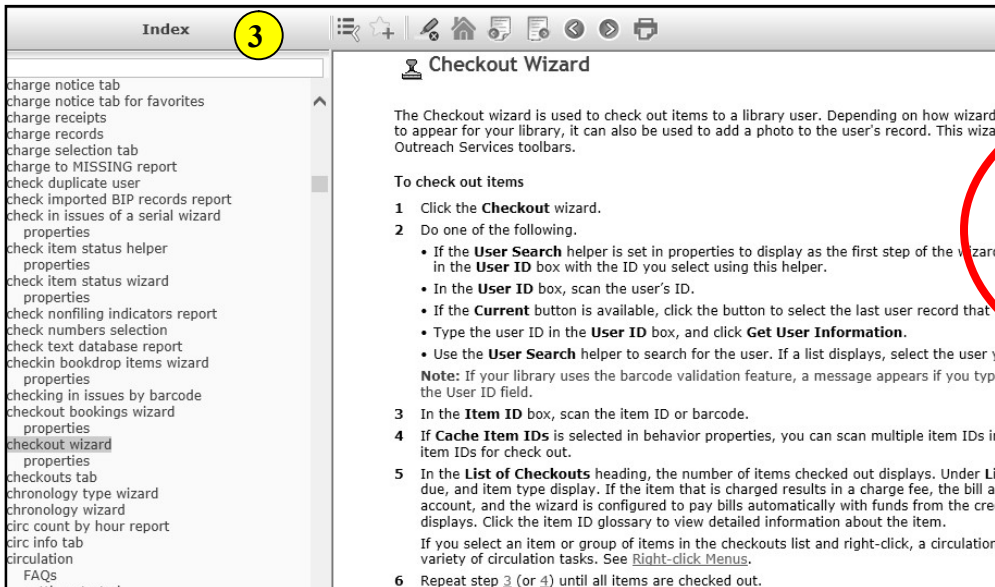 Index
3
charge notice tab
charge notice tab for favorites
charge receipts
charge records
charge selection tab
charge to MISSING report
check duplicate user
check imported BIP records report
check in issues of a serial wizard
properties
check item status helper
properties
check item status wizard
properties
check nonfiling indicators report
check numbers selection
check text database report
checkin bookdrop items wizard
properties
checking in issues by barcode
checkout bookings wizard
properties
checkout wizard
properties
checkouts tab
chronology type wizard
chronology wizard
circ count by hour report
circ info tab
circulation
FAQs
Checkout Wizard
The Checkout wizard is used to check out items to a library user. Depending on how wizard
to appear for your library, it can also be used to add a photo to the user's record. This wiza
Outreach Services toolbars.
To check out items
1 Click the Checkout wizard.
2 Do one of the following.
• If the User Search helper is set in properties to display as the first step of the wizard
in the User ID box with the ID you select using this helper.
• In the User ID box, scan the user's ID.
• If the Current button is available, click the button to select the last user record that
• Type the user ID in the User ID box, and click Get User Information.
• Use the User Search helper to search for the user. If a list displays, select the user y
Note: If your library uses the barcode validation feature, a message appears if you typ
the User ID field.
3 In the Item ID box, scan the item ID or barcode.
4 If Cache Item IDs is selected in behavior properties, you can scan multiple item IDs i
item IDs for check out.
5 In the List of Checkouts heading, the number of items checked out displays. Under Li
due, and item type display. If the item that is charged results in a charge fee, the bill a
account, and the wizard is configured to pay bills automatically with funds from the cre
displays. Click the item ID glossary to view detailed information about the item.
If you select an item or group of items in the checkouts list and right-click, a circulation
variety of circulation tasks. See Right-click Menus.
6 Repeat step 3 (or 4) until all items are checked out.